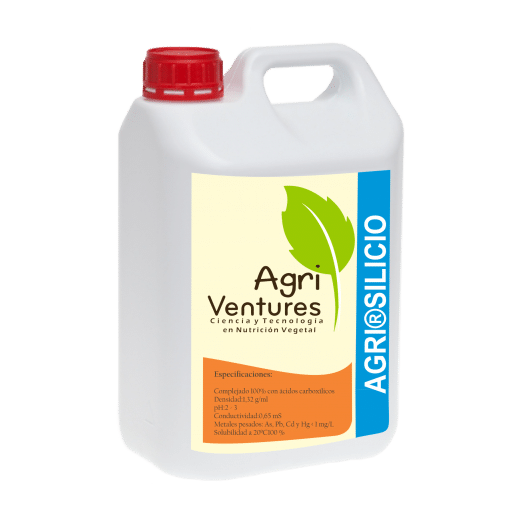 Agri
Ventures
Ciencia y Tecnología
en Nutrición Vegetal
AGRI®SILICIO
Especificaciones:
Complejado 100% con ácidos carboxílicos
Densidad 1,32 g/ml
pH 2 - 3
Conductividad 0,65 mS
Metales pesados: As, Pb, Cd y Hg < 1 mg/L
Solubilidad a 20ºC 100 %